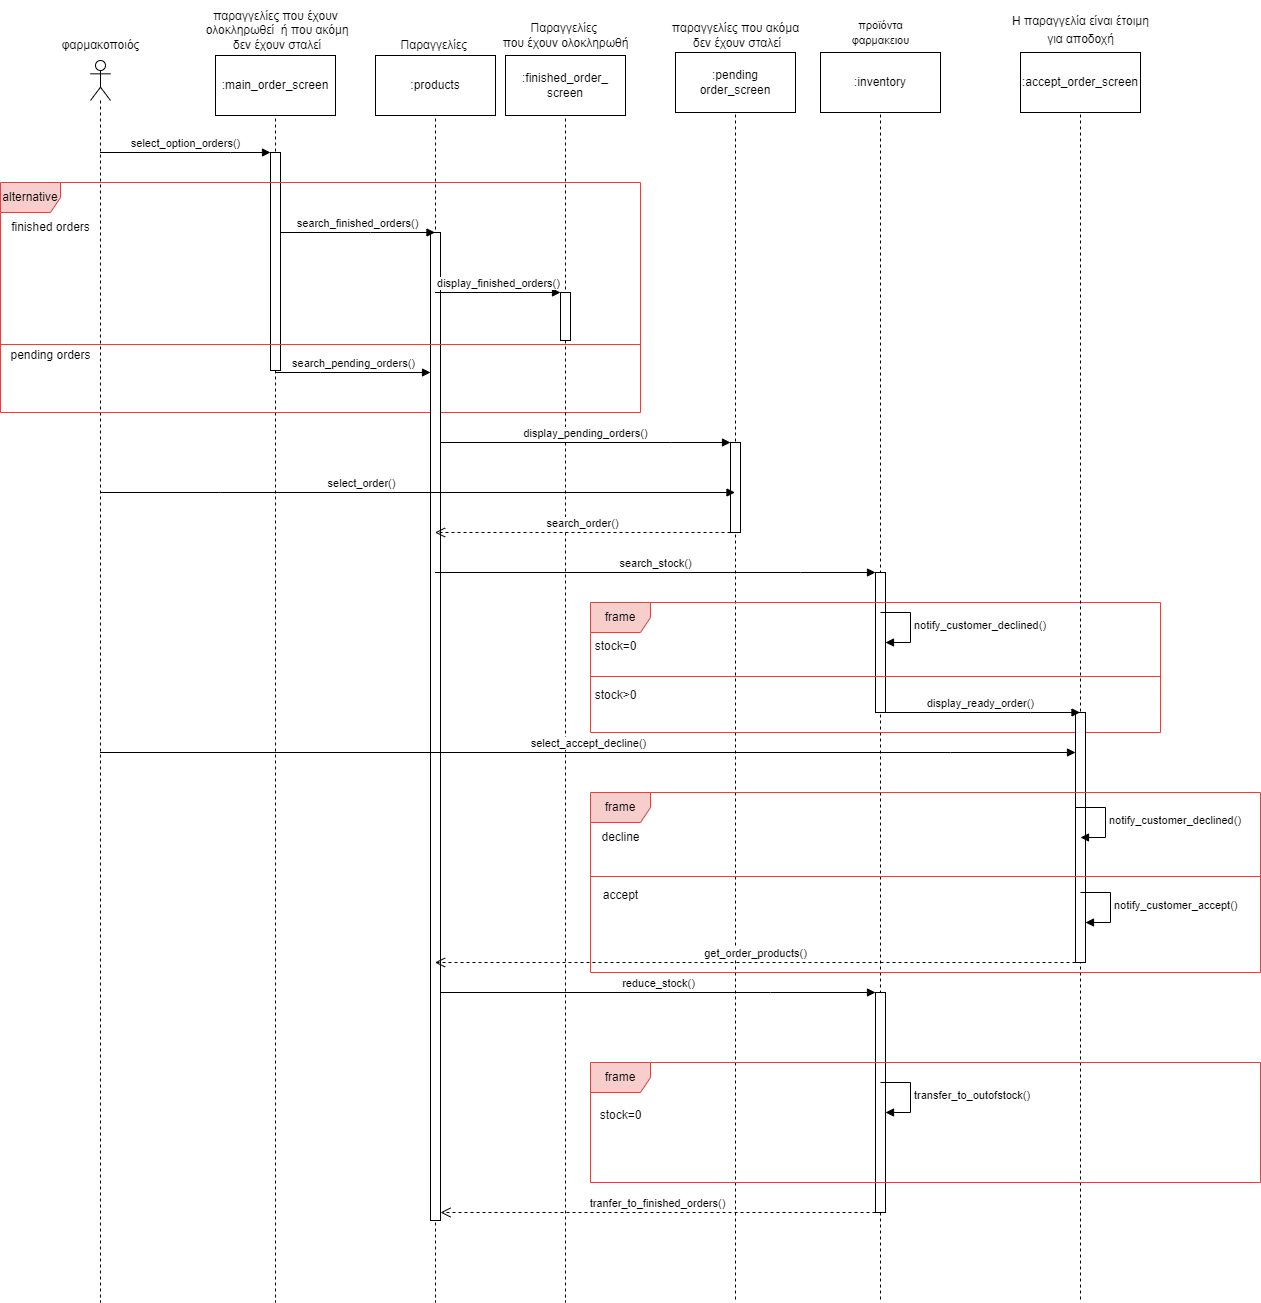 φαρμακοποιός
παραγγελίες που έχουν
ολοκληρωθεί ή που ακόμη
δεν έχουν σταλεί
Παραγγελίες
Παραγγελίες
που έχουν ολοκληρωθή
παραγγελίες που ακόμα
δεν έχουν σταλεί
προϊόντα
φαρμακειου
Η παραγγελία είναι έτοιμη
για αποδοχή
:main_order_screen
:products
:finished_order_
screen
:pending
order_screen
:inventory
:accept_order_screen
select_option_orders()
alternative
finished orders
search_finished_orders()
display_finished_orders()
pending orders
search_pending_orders()
display_pending_orders()
select_order()
search_order()
search_stock()
frame
notify_customer_declined()
stock=0
stock>0
display_ready_order()
select_accept_decline()
frame
notify_customer_declined()
decline
accept
notify_customer_accept()
get_order_products()
reduce_stock()
frame
transfer_to_outofstock()
stock=0
tranfer_to_finished_orders()